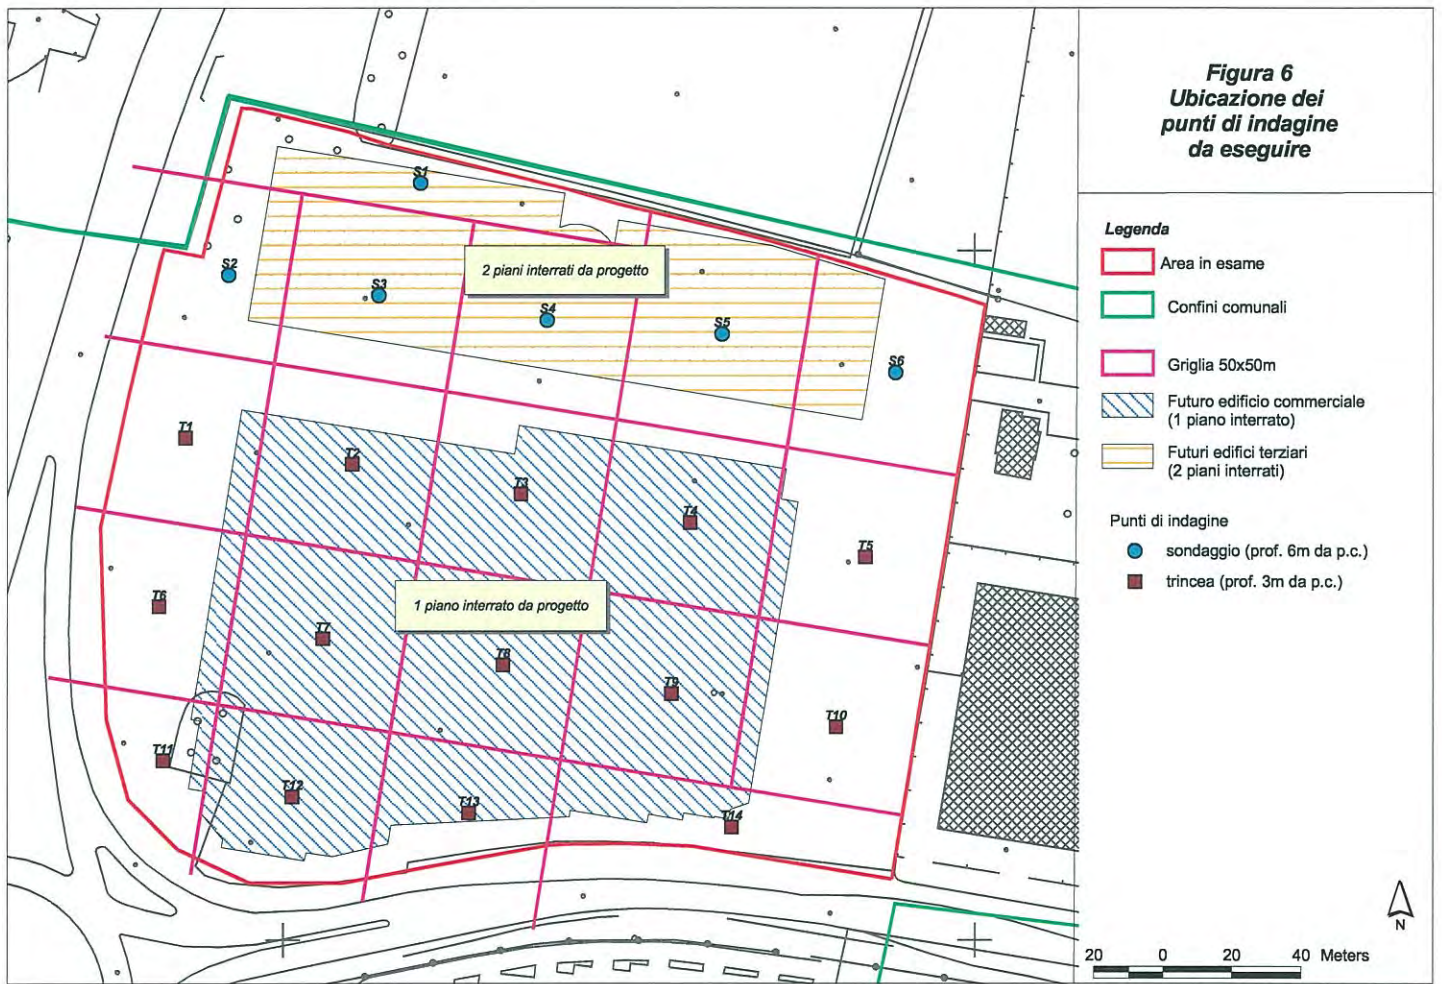 Figura 6
Ubicazione dei
punti di indagine
da eseguire
Legenda
Area in esame
Confini comunali
Griglia 50x50m
Futuro edificio commerciale
(1 piano interrato)
Futuri edifici terziari
(2 piani interrati)
Punti di indagine
sondaggio (prof. 6m da p.c.)
trincea (prof. 3m da p.c.)
N
20 0 20 40 Meters
S1
2 piani interrati da progetto
S2
S3
S4
S5
S6
T1
T2
T3
T4
T5
1 piano interrato da progetto
T6
T7
T8
T9
T10
T11
T12
T13
T14